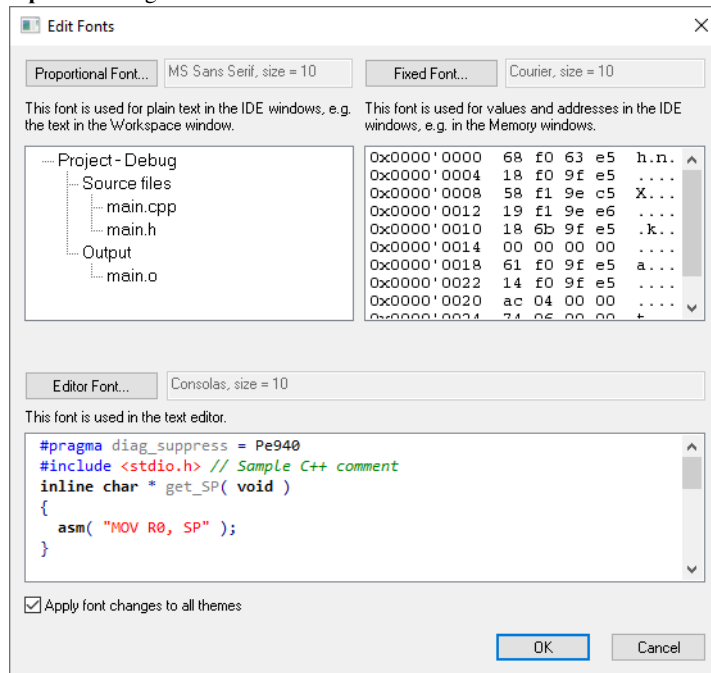 Edit Fonts
Proportional Font... MS Sans Serif, size = 10
Fixed Font... Courier, size = 10
This font is used for plain text in the IDE windows, e.g.
the text in the Workspace window.
This font is used for values and addresses in the IDE
windows, e.g. in the Memory windows.
Project - Debug
Source files
main.cpp
main.h
Output
main.o
0x0000'0000 68 f0 63 e5 h.n.
0x0000'0004 18 f0 9f e5 ....
0x0000'0008 58 f1 9e c5 X...
0x0000'0012 19 f1 9e e6 ....
0x0000'0010 18 6b 9f e5 .k..
0x0000'0014 00 00 00 00 ....
0x0000'0018 61 f0 9f e5 a...
0x0000'0022 14 f0 9f e5 ....
0x0000'0020 ac 04 00 00 ....
0x0000'0024 74 06 00 00 t...
Editor Font... Consolas, size = 10
This font is used in the text editor.
#pragma diag_suppress = Pe940
#include <stdio.h> // Sample C++ comment
inline char * get_SP( void )
{
asm( "MOV R0, SP" );
}
Apply font changes to all themes
OK Cancel